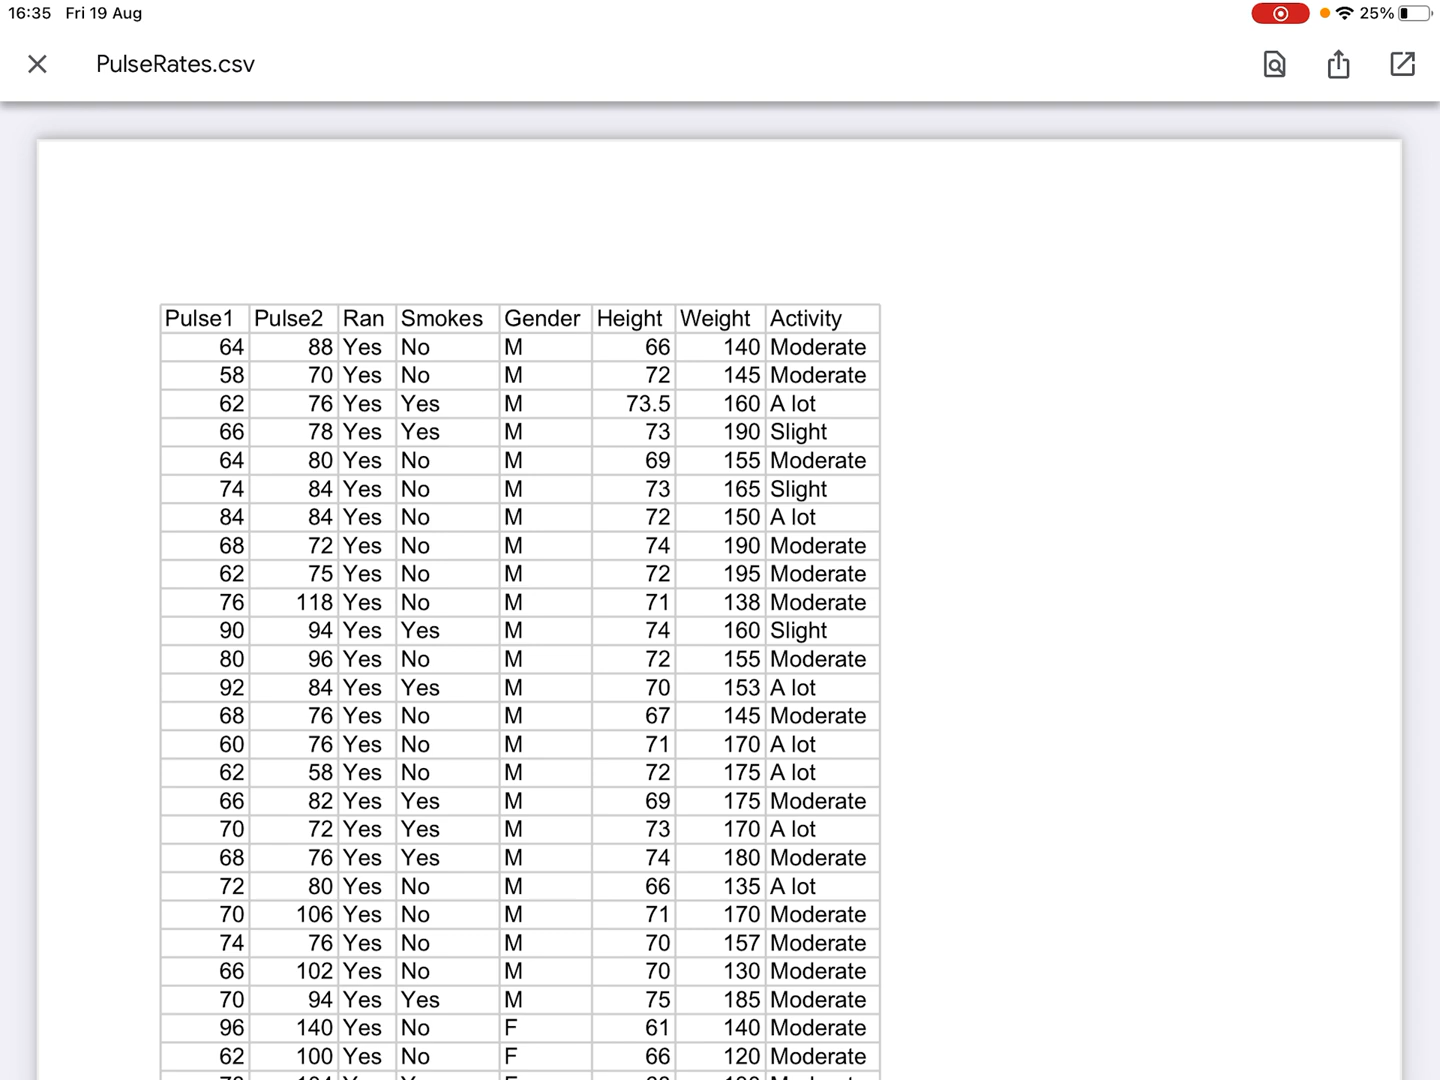 16:35 Fri 19 Aug 25%
PulseRates.csv
Pulse1 Pulse2 Ran Smokes Gender Height Weight Activity
64 88 Yes No M 66 140 Moderate
58 70 Yes No M 72 145 Moderate
62 76 Yes Yes M 73.5 160 A lot
66 78 Yes Yes M 73 190 Slight
64 80 Yes No M 69 155 Moderate
74 84 Yes No M 73 165 Slight
84 84 Yes No M 72 150 A lot
68 72 Yes No M 74 190 Moderate
62 75 Yes No M 72 195 Moderate
76 118 Yes No M 71 138 Moderate
90 94 Yes Yes M 74 160 Slight
80 96 Yes No M 72 155 Moderate
92 84 Yes Yes M 70 153 A lot
68 76 Yes No M 67 145 Moderate
60 76 Yes No M 71 170 A lot
62 58 Yes No M 72 175 A lot
66 82 Yes Yes M 69 175 Moderate
70 72 Yes Yes M 73 170 A lot
68 76 Yes Yes M 74 180 Moderate
72 80 Yes No M 66 135 A lot
70 106 Yes No M 71 170 Moderate
74 76 Yes No M 70 157 Moderate
66 102 Yes No M 70 130 Moderate
70 94 Yes Yes M 75 185 Moderate
96 140 Yes No F 61 140 Moderate
62 100 Yes No F 66 120 Moderate